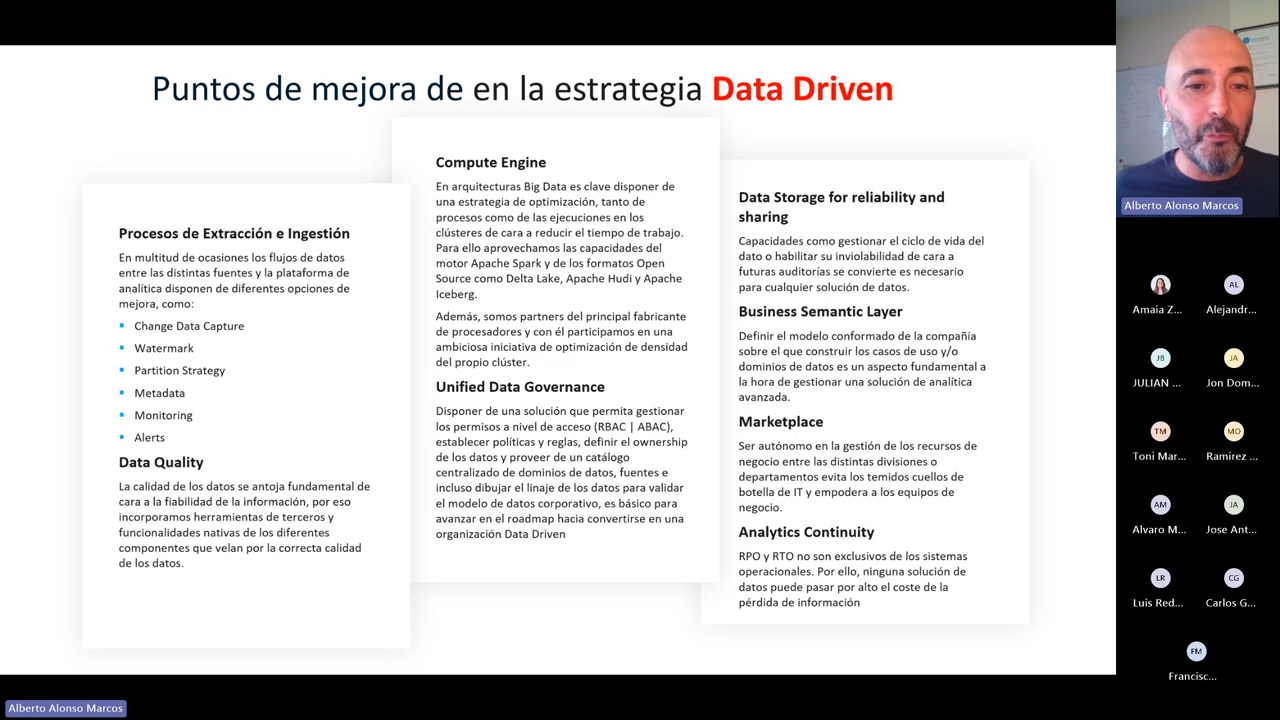 Puntos de mejora de en la estrategia Data Driven
Procesos de Extracción e Ingestión
En multitud de ocasiones los flujos de datos
entre las distintas fuentes y la plataforma de
analítica disponen de diferentes opciones de
mejora, como:
Change Data Capture
Watermark
Partition Strategy
Metadata
Monitoring
Alerts
Data Quality
La calidad de los datos se antoja fundamental de
cara a la fiabilidad de la información, por eso
incorporamos herramientas de terceros y
funcionalidades nativas de los diferentes
componentes que velan por la correcta calidad
de los datos.
Compute Engine
En arquitecturas Big Data es clave disponer de
una estrategia de optimización, tanto de
procesos como de las ejecuciones en los
clústeres de cara a reducir el tiempo de trabajo.
Para ello aprovechamos las capacidades del
motor Apache Spark y de los formatos Open
Source como Delta Lake, Apache Hudi y Apache
Iceberg.
Además, somos partners del principal fabricante
de procesadores y con él participamos en una
ambiciosa iniciativa de optimización de densidad
del propio clúster.
Unified Data Governance
Disponer de una solución que permita gestionar
los permisos a nivel de acceso (RBAC | ABAC),
establecer políticas y reglas, definir el ownership
de los datos y proveer de un catálogo
centralizado de dominios de datos, fuentes e
incluso dibujar el linaje de los datos para validar
el modelo de datos corporativo, es básico para
avanzar en el roadmap hacia convertirse en una
organización Data Driven
Data Storage for reliability and
sharing
Capacidades como gestionar el ciclo de vida del
dato o habilitar su inviolabilidad de cara a
futuras auditorías se convierte es necesario
para cualquier solución de datos.
Business Semantic Layer
Definir el modelo conformado de la compañía
sobre el que construir los casos de uso y/o
dominios de datos es un aspecto fundamental a
la hora de gestionar una solución de analítica
avanzada.
Marketplace
Ser autónomo en la gestión de los recursos de
negocio entre las distintas divisiones o
departamentos evita los temidos cuellos de
botella de IT y empodera a los equipos de
negocio.
Analytics Continuity
RPO y RTO no son exclusivos de los sistemas
operacionales. Por ello, ninguna solución de
datos puede pasar por alto el coste de la
pérdida de información
Alberto Alonso Marcos
Amaia Z...
AL
Alejandr...
JB
JULIAN ...
JA
Jon Dom...
TM
Toni Mar...
MO
Ramirez ...
AM
Alvaro M...
JA
Jose Ant...
LR
Luis Red...
CG
Carlos G...
FM
Francisc...
Alberto Alonso Marcos